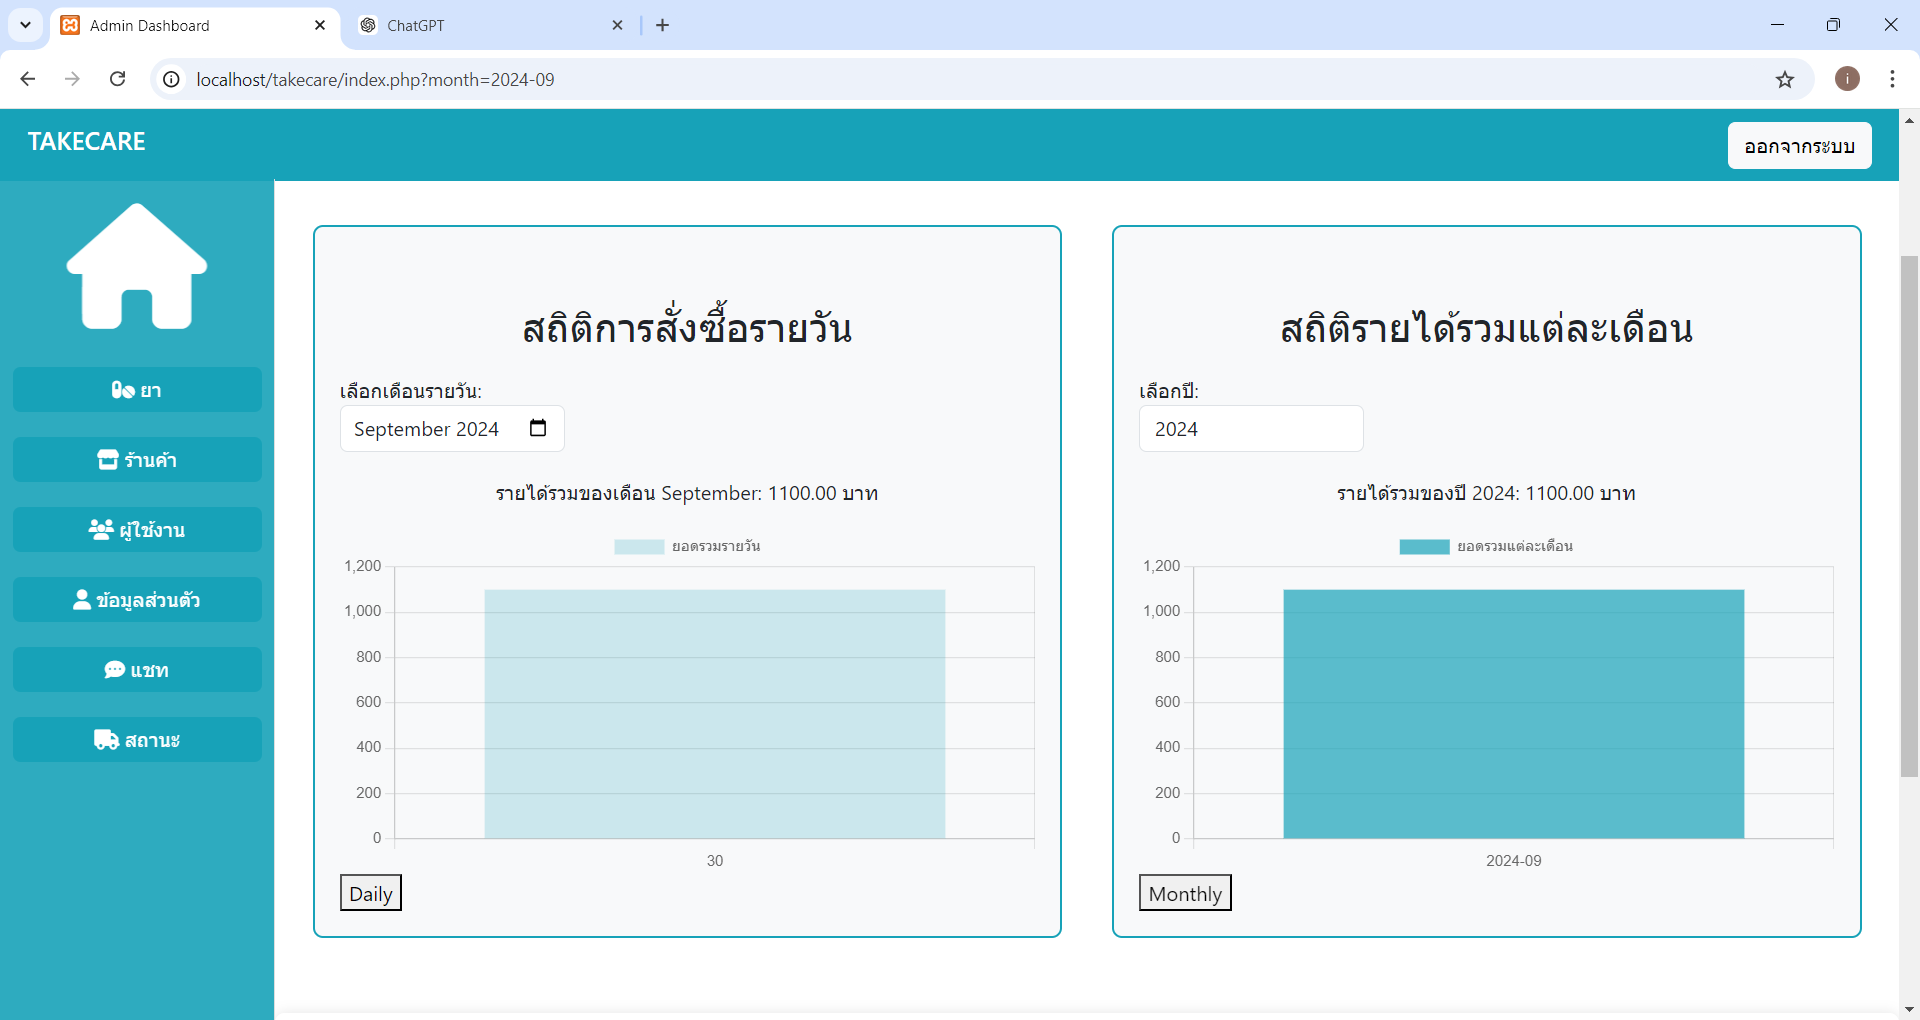 Admin Dashboard
ChatGPT
localhost/takecare/index.php?month=2024-09
i
TAKECARE
ออกจากระบบ
ยา
ร้านค้า
ผู้ใช้งาน
ข้อมูลส่วนตัว
แชท
สถานะ
สถิติการสั่งซื้อรายวัน
เลือกเดือนรายวัน:
September 2024
รายได้รวมของเดือน September: 1100.00 บาท
ยอดรวมรายวัน
1,200
1,000
800
600
400
200
0
30
Daily
สถิติรายได้รวมแต่ละเดือน
เลือกปี:
2024
รายได้รวมของปี 2024: 1100.00 บาท
ยอดรวมแต่ละเดือน
1,200
1,000
800
600
400
200
0
2024-09
Monthly